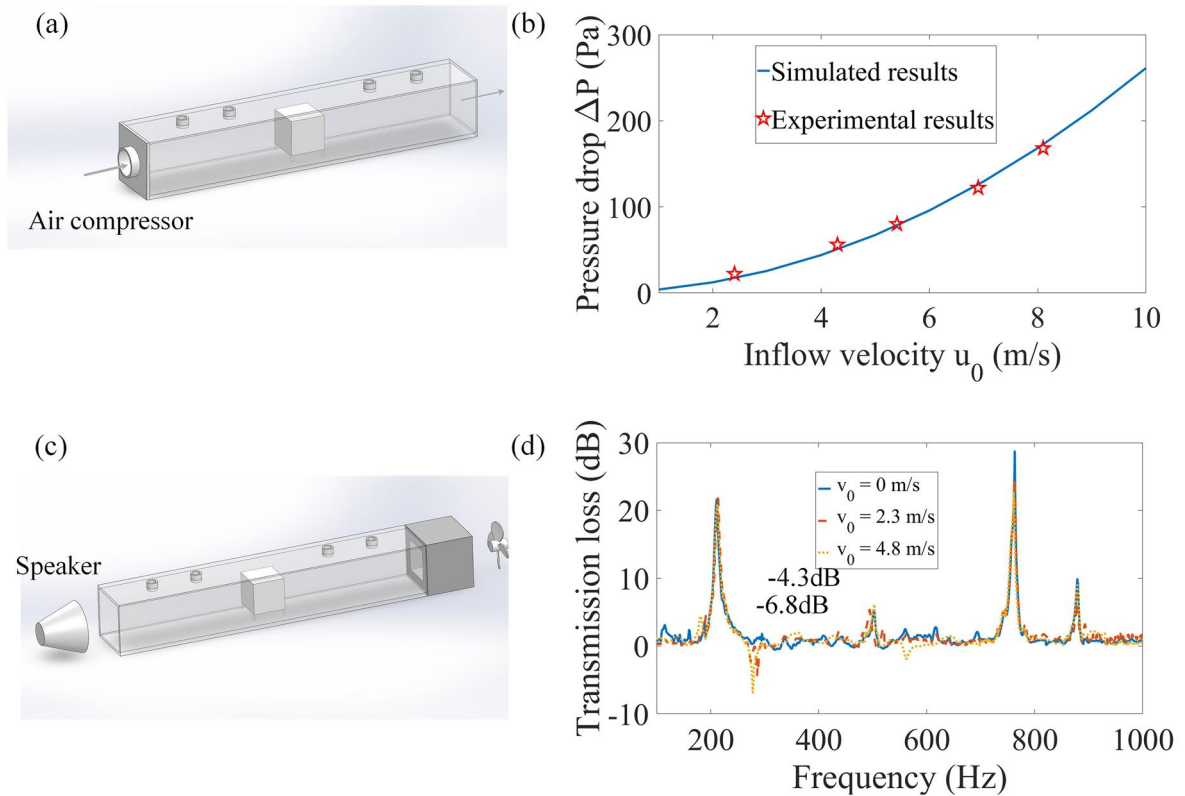 (a)
Air compressor
(b)
Pressure drop ΔP (Pa)
300
200
100
0
Simulated results
Experimental results
2 4 6 8 10
Inflow velocity u₀ (m/s)
(c)
Speaker
(d)
Transmission loss (dB)
30
20
10
0
-10
v₀ = 0 m/s
v₀ = 2.3 m/s
v₀ = 4.8 m/s
-4.3dB
-6.8dB
200 400 600 800 1000
Frequency (Hz)